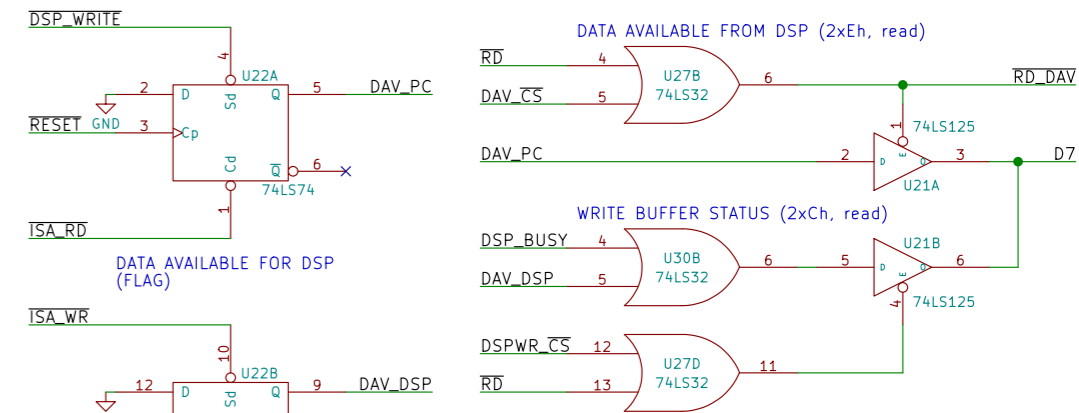 DSP_WRITE
4
U22A
2
D
Sd
Q
5
DAV_PC
RESET
GND
3
Cp
Cd
Q
6
74LS74
1
ISA_RD
DATA AVAILABLE FOR DSP
(FLAG)
ISA_WR
10
U22B
12
D
Sd
Q
9
DAV_DSP
DATA AVAILABLE FROM DSP (2xEh, read)
RD
4
U27B
74LS32
6
RD_DAV
DAV_CS
5
1
74LS125
DAV_PC
2
D
E
O
3
D7
U21A
WRITE BUFFER STATUS (2xCh, read)
DSP_BUSY
4
U30B
74LS32
6
DAV_DSP
5
U21B
5
D
E
O
6
4
74LS125
DSPWR_CS
12
U27D
74LS32
11
RD
13